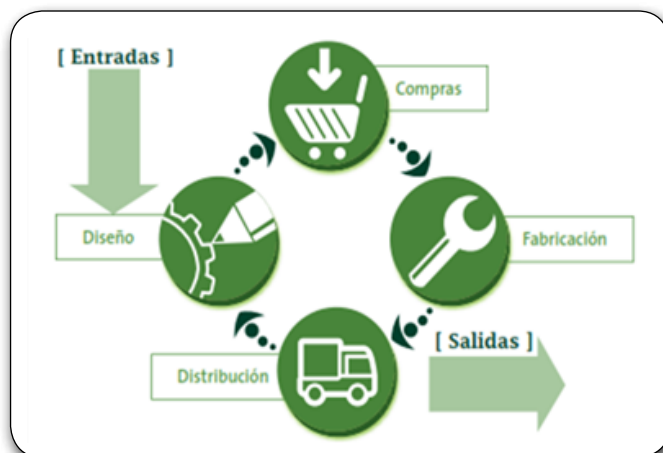 [ Entradas ]
Compras
Diseño
Fabricación
[ Salidas ]
Distribución